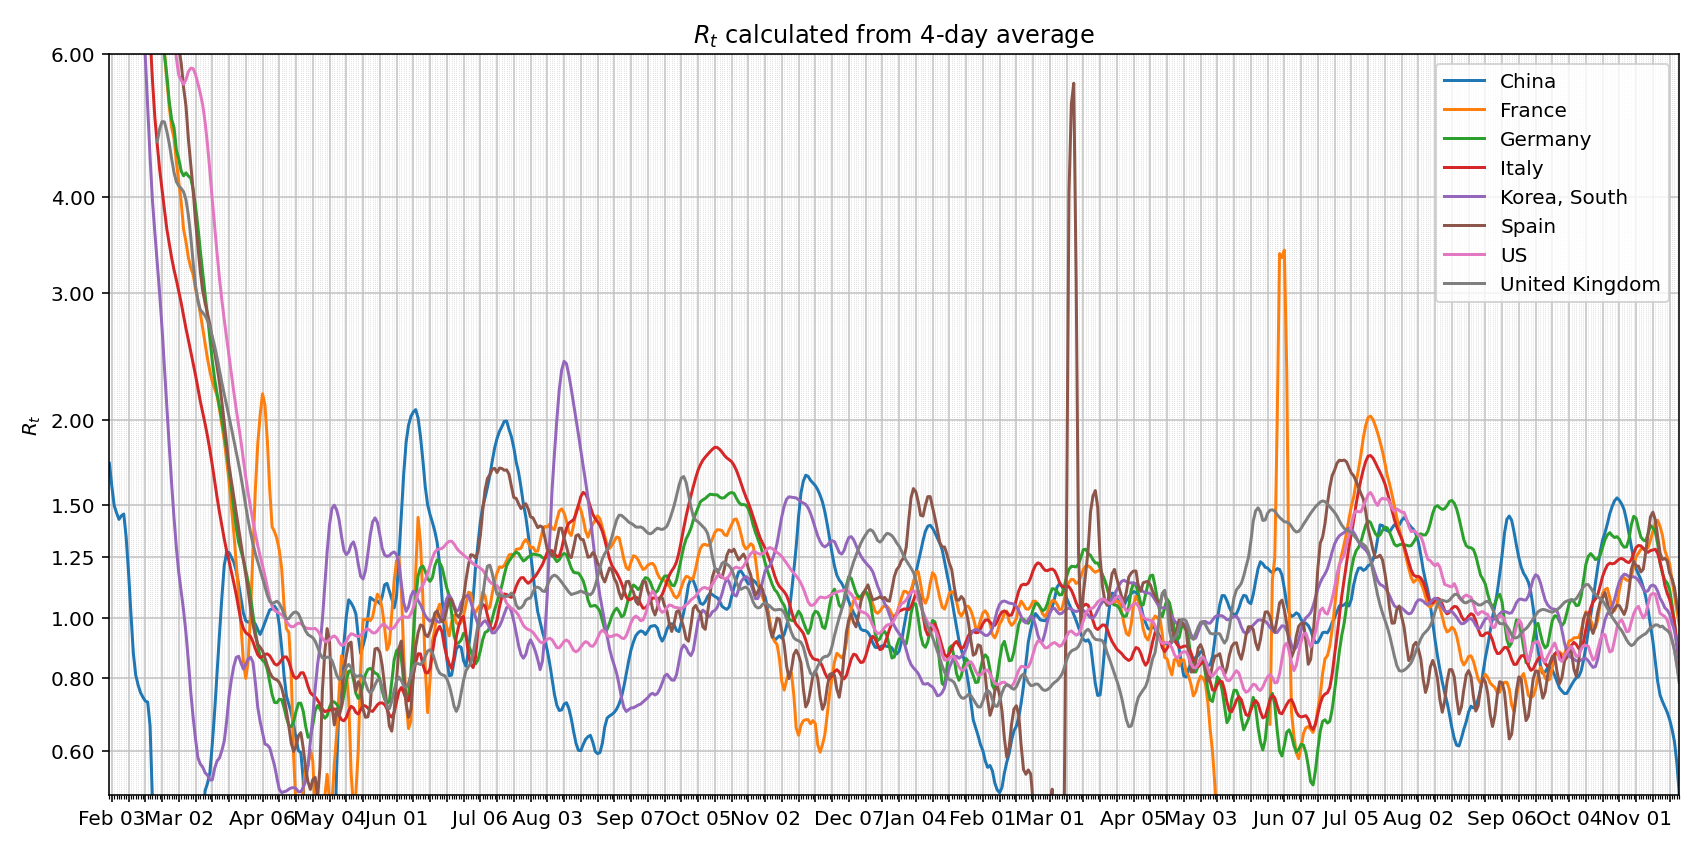 R_t calculated from 4-day average
6.00
4.00
3.00
2.00
1.50
1.25
1.00
0.80
0.60
R_t
China
France
Germany
Italy
Korea, South
Spain
US
United Kingdom
Feb 03 Mar 02 Apr 06 May 04 Jun 01 Jul 06 Aug 03 Sep 07 Oct 05 Nov 02 Dec 07 Jan 04 Feb 01 Mar 01 Apr 05 May 03 Jun 07 Jul 05 Aug 02 Sep 06 Oct 04 Nov 01